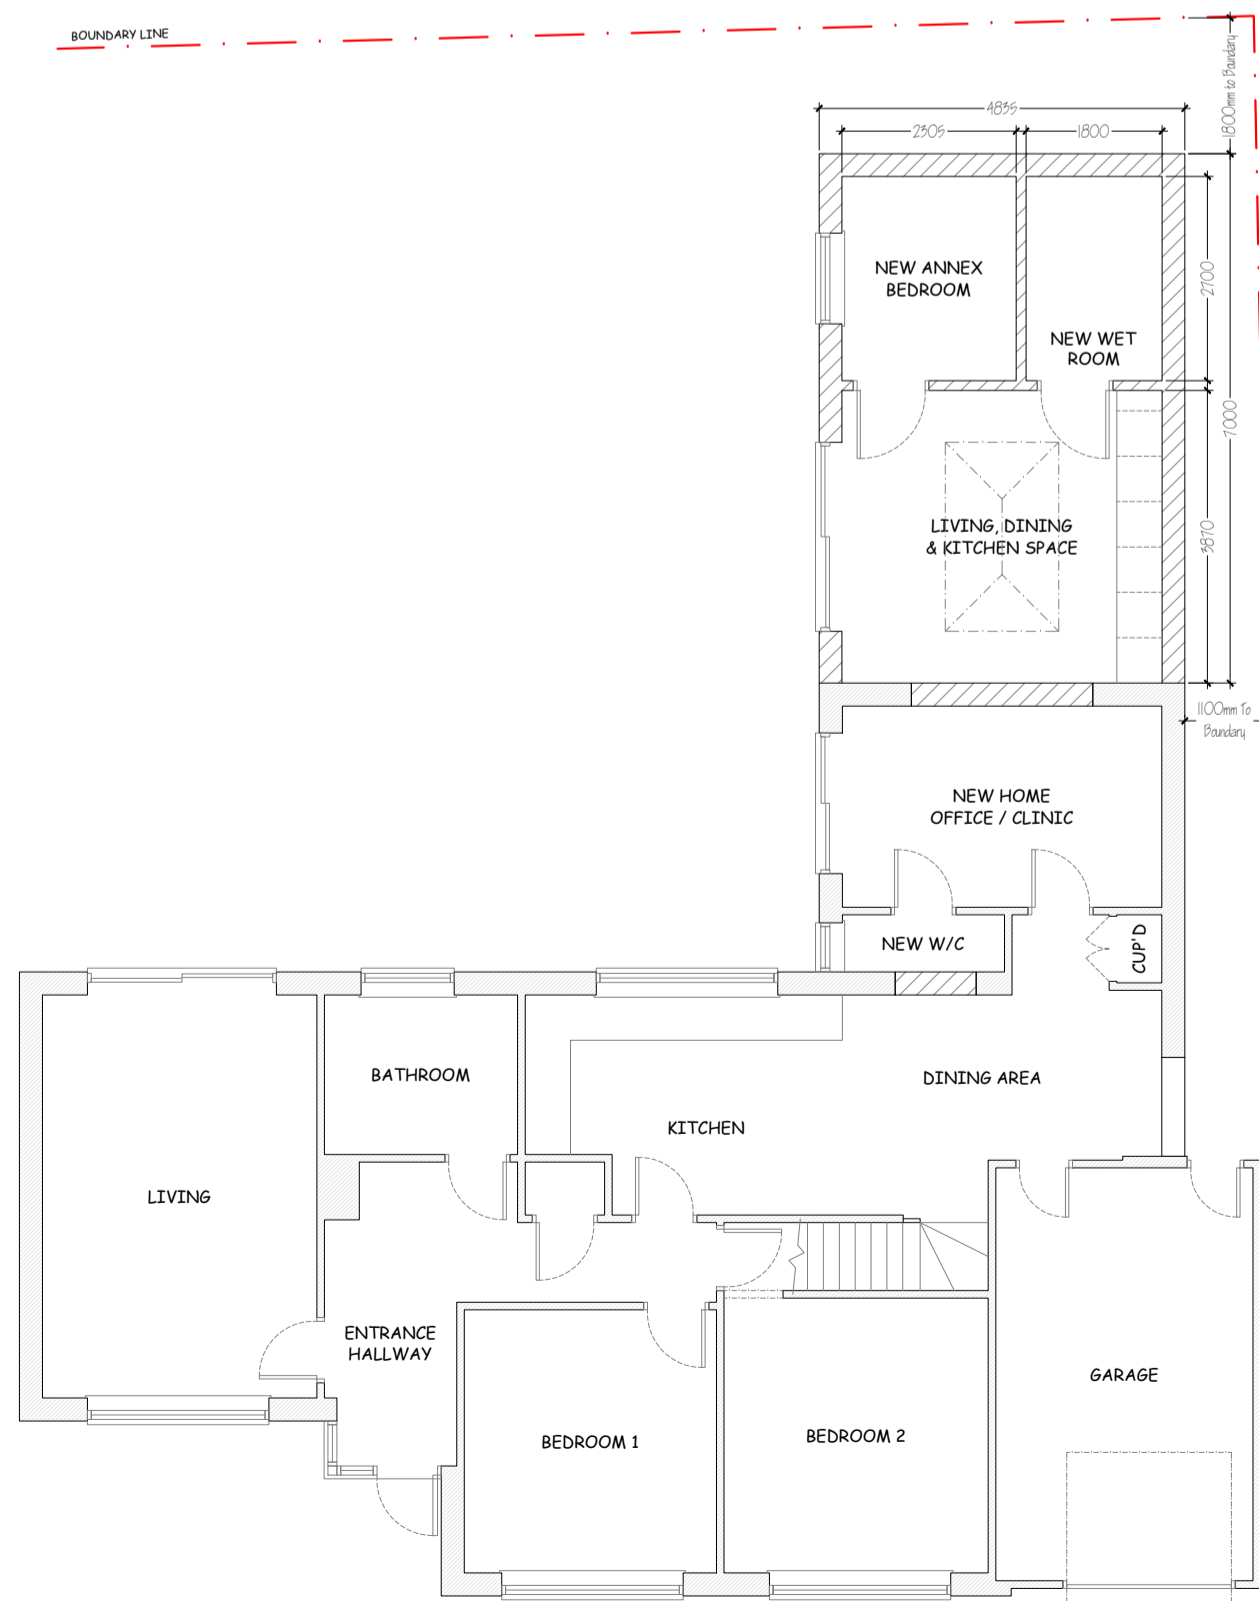 BOUNDARY LINE
1800mm to Boundary
4835
2305
1800
NEW ANNEX
BEDROOM
2700
NEW WET
ROOM
7000
LIVING, DINING
& KITCHEN SPACE
3870
1100mm To
Boundary
NEW HOME
OFFICE / CLINIC
NEW W/C
CUP'D
BATHROOM
DINING AREA
KITCHEN
LIVING
ENTRANCE
HALLWAY
GARAGE
BEDROOM 1
BEDROOM 2